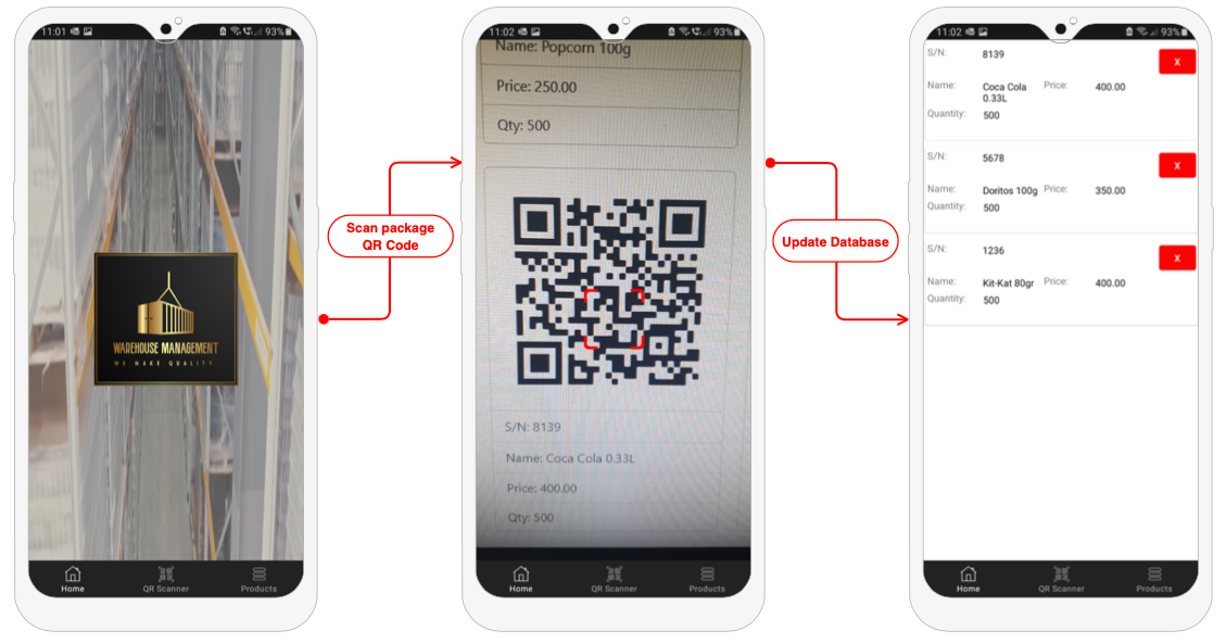 11:01
93%
WAREHOUSE MANAGEMENT
WE MAKE QUALITY
Home
QR Scanner
Products
Scan package
QR Code
11:02
93%
Name: Popcorn 100g
Price: 250.00
Qty: 500
S/N: 8139
Name: Coca Cola 0.33L
Price: 400.00
Qty: 500
Home
QR Scanner
Products
Update Database
11:02
93%
S/N: 8139
X
Name: Coca Cola Price: 400.00
0.33L
Quantity: 500
S/N: 5678
X
Name: Doritos 100g Price: 350.00
Quantity: 500
S/N: 1236
X
Name: Kit-Kat 80gr Price: 400.00
Quantity: 500
Home
QR Scanner
Products